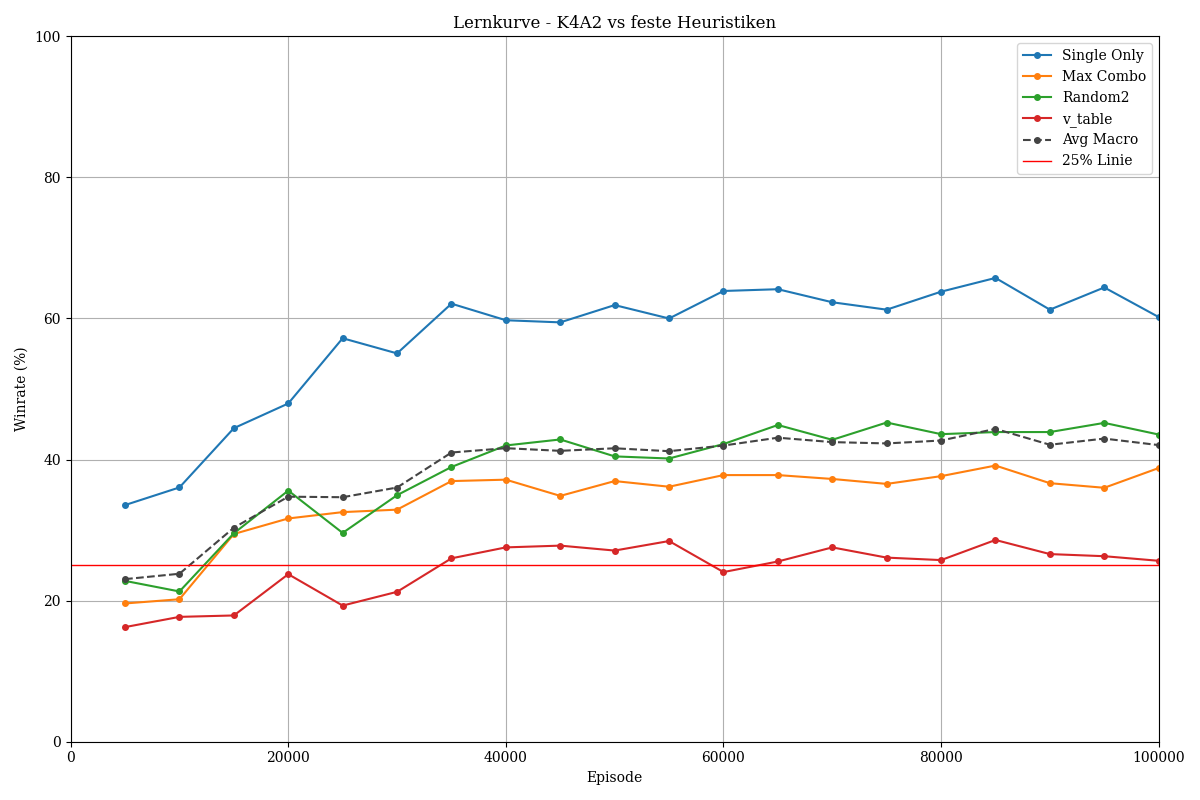 Lernkurve - K4A2 vs feste Heuristiken
100
80
60
40
20
0
Winrate (%)
Single Only
Max Combo
Random2
v_table
Avg Macro
25% Linie
0 20000 40000 60000 80000 100000
Episode